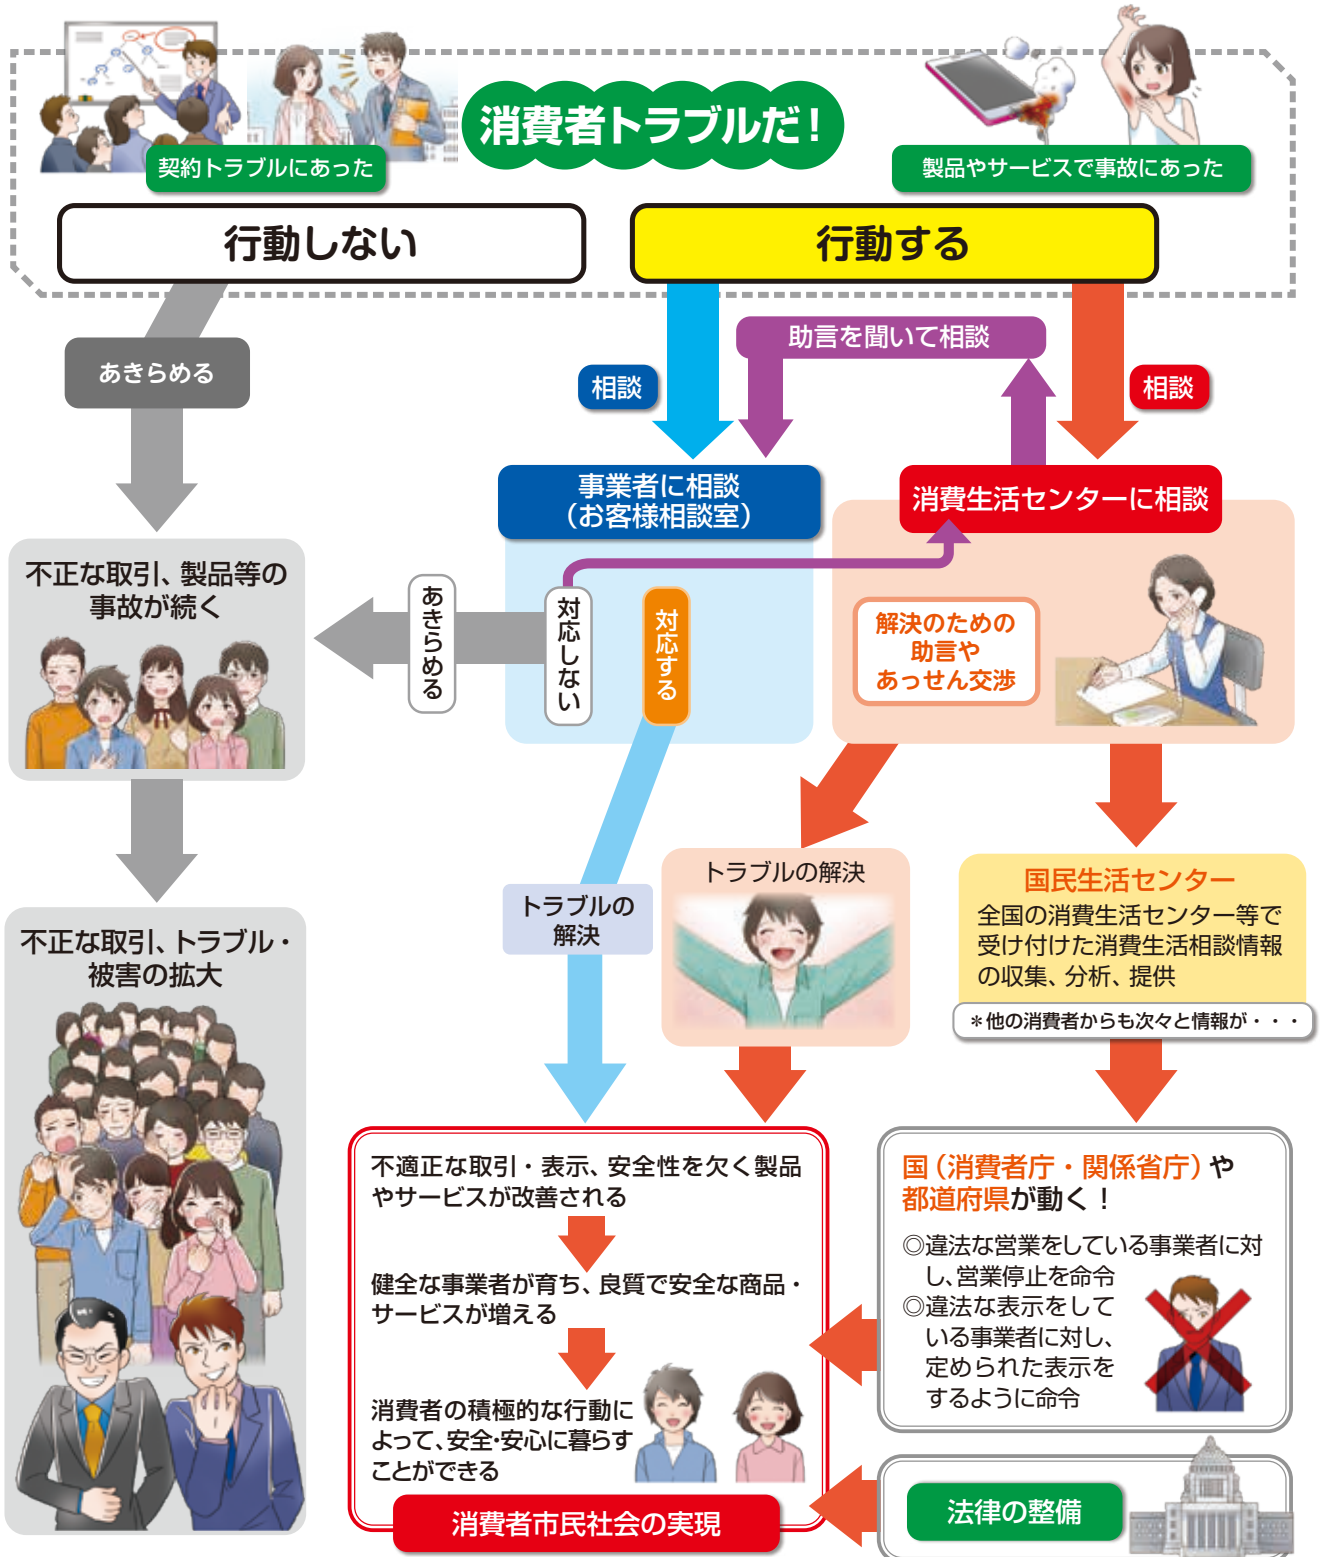 消費者トラブルだ！
契約トラブルにあった
製品やサービスで事故にあった
行動しない
行動する
あきらめる
助言を聞いて相談
相談
相談
事業者に相談
（お客様相談室）
消費生活センターに相談
不正な取引、製品等の
事故が続く
あきらめる
対応しない
対応する
解決のための
助言や
あっせん交渉
トラブルの
解決
トラブルの解決
国民生活センター
全国の消費生活センター等で
受け付けた消費生活相談情報
の収集、分析、提供
＊他の消費者からも次々と情報が・・・
不正な取引、トラブル・
被害の拡大
不適正な取引・表示、安全性を欠く製品
やサービスが改善される
健全な事業者が育ち、良質で安全な商品・
サービスが増える
消費者の積極的な行動に
よって、安全・安心に暮らす
ことができる
消費者市民社会の実現
国（消費者庁・関係省庁）や
都道府県が動く！
◎違法な営業をしている事業者に対
し、営業停止を命令
◎違法な表示をして
いる事業者に対し、
定められた表示を
するように命令
法律の整備